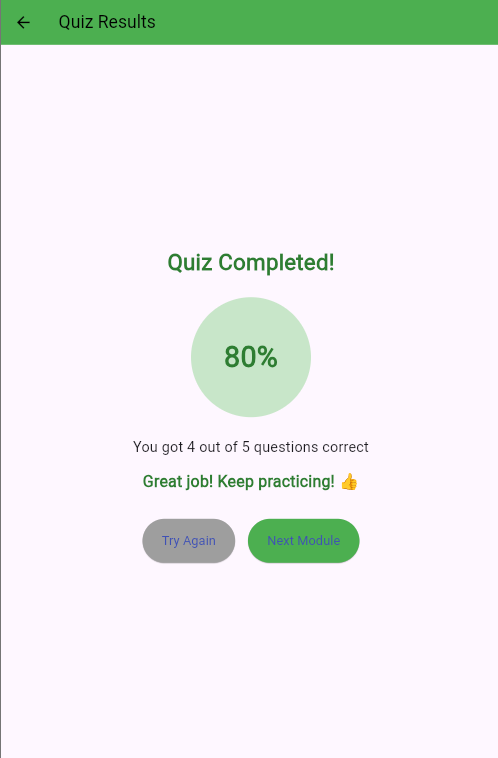 Quiz Results
Quiz Completed!
80%
You got 4 out of 5 questions correct
Great job! Keep practicing! 👍
Try Again
Next Module